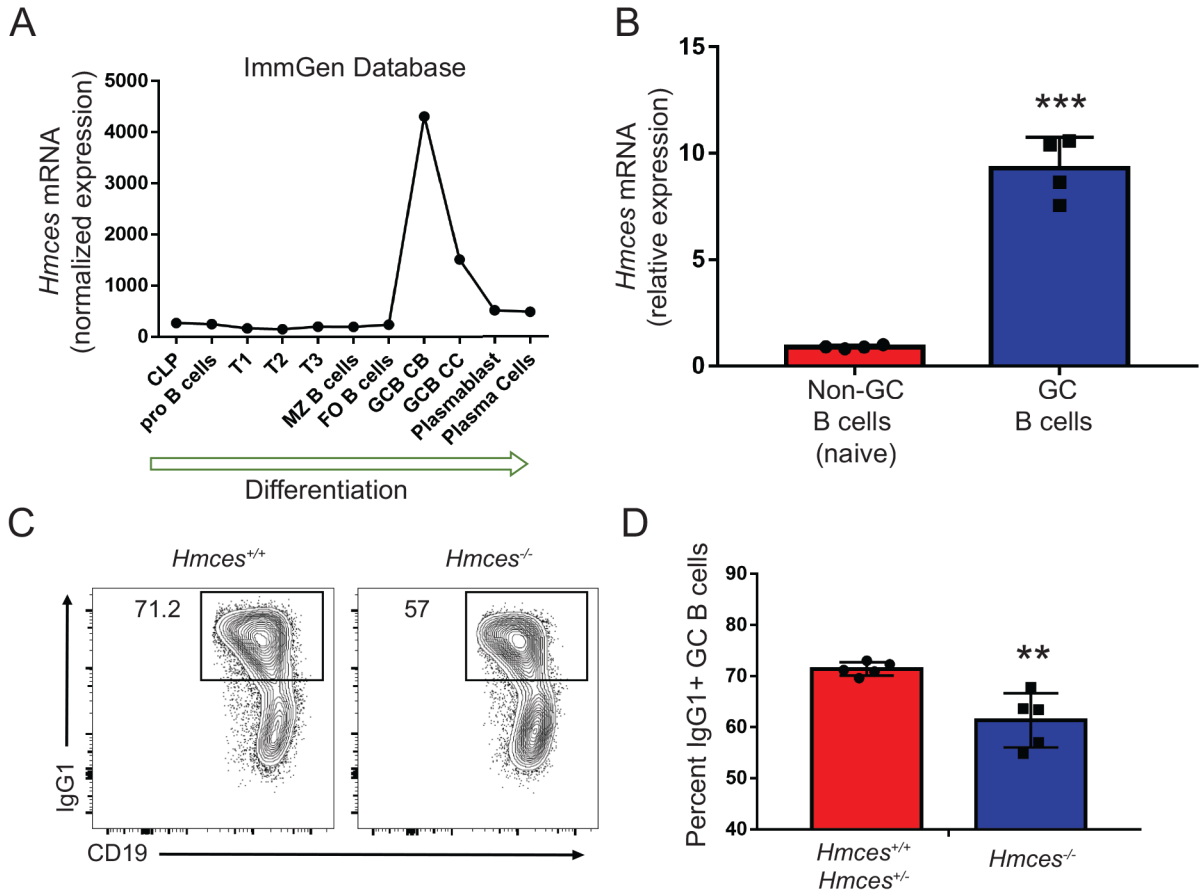 A
ImmGen Database
Hmces mRNA
(normalized expression)
5000
4000
3000
2000
1000
0
CLP
pro B cells
T1
T2
T3
MZ B cells
FO B cells
GCB CB
GCB CC
Plasmablast
Plasma Cells
Differentiation
B
Hmces mRNA
(relative expression)
15
10
5
0
***
Non-GC
B cells
(naive)
GC
B cells
C
Hmces+/+
Hmces-/-
71.2
57
IgG1
CD19
D
Percent IgG1+ GC B cells
90
80
70
60
50
40
**
Hmces+/+
Hmces+/-
Hmces-/-